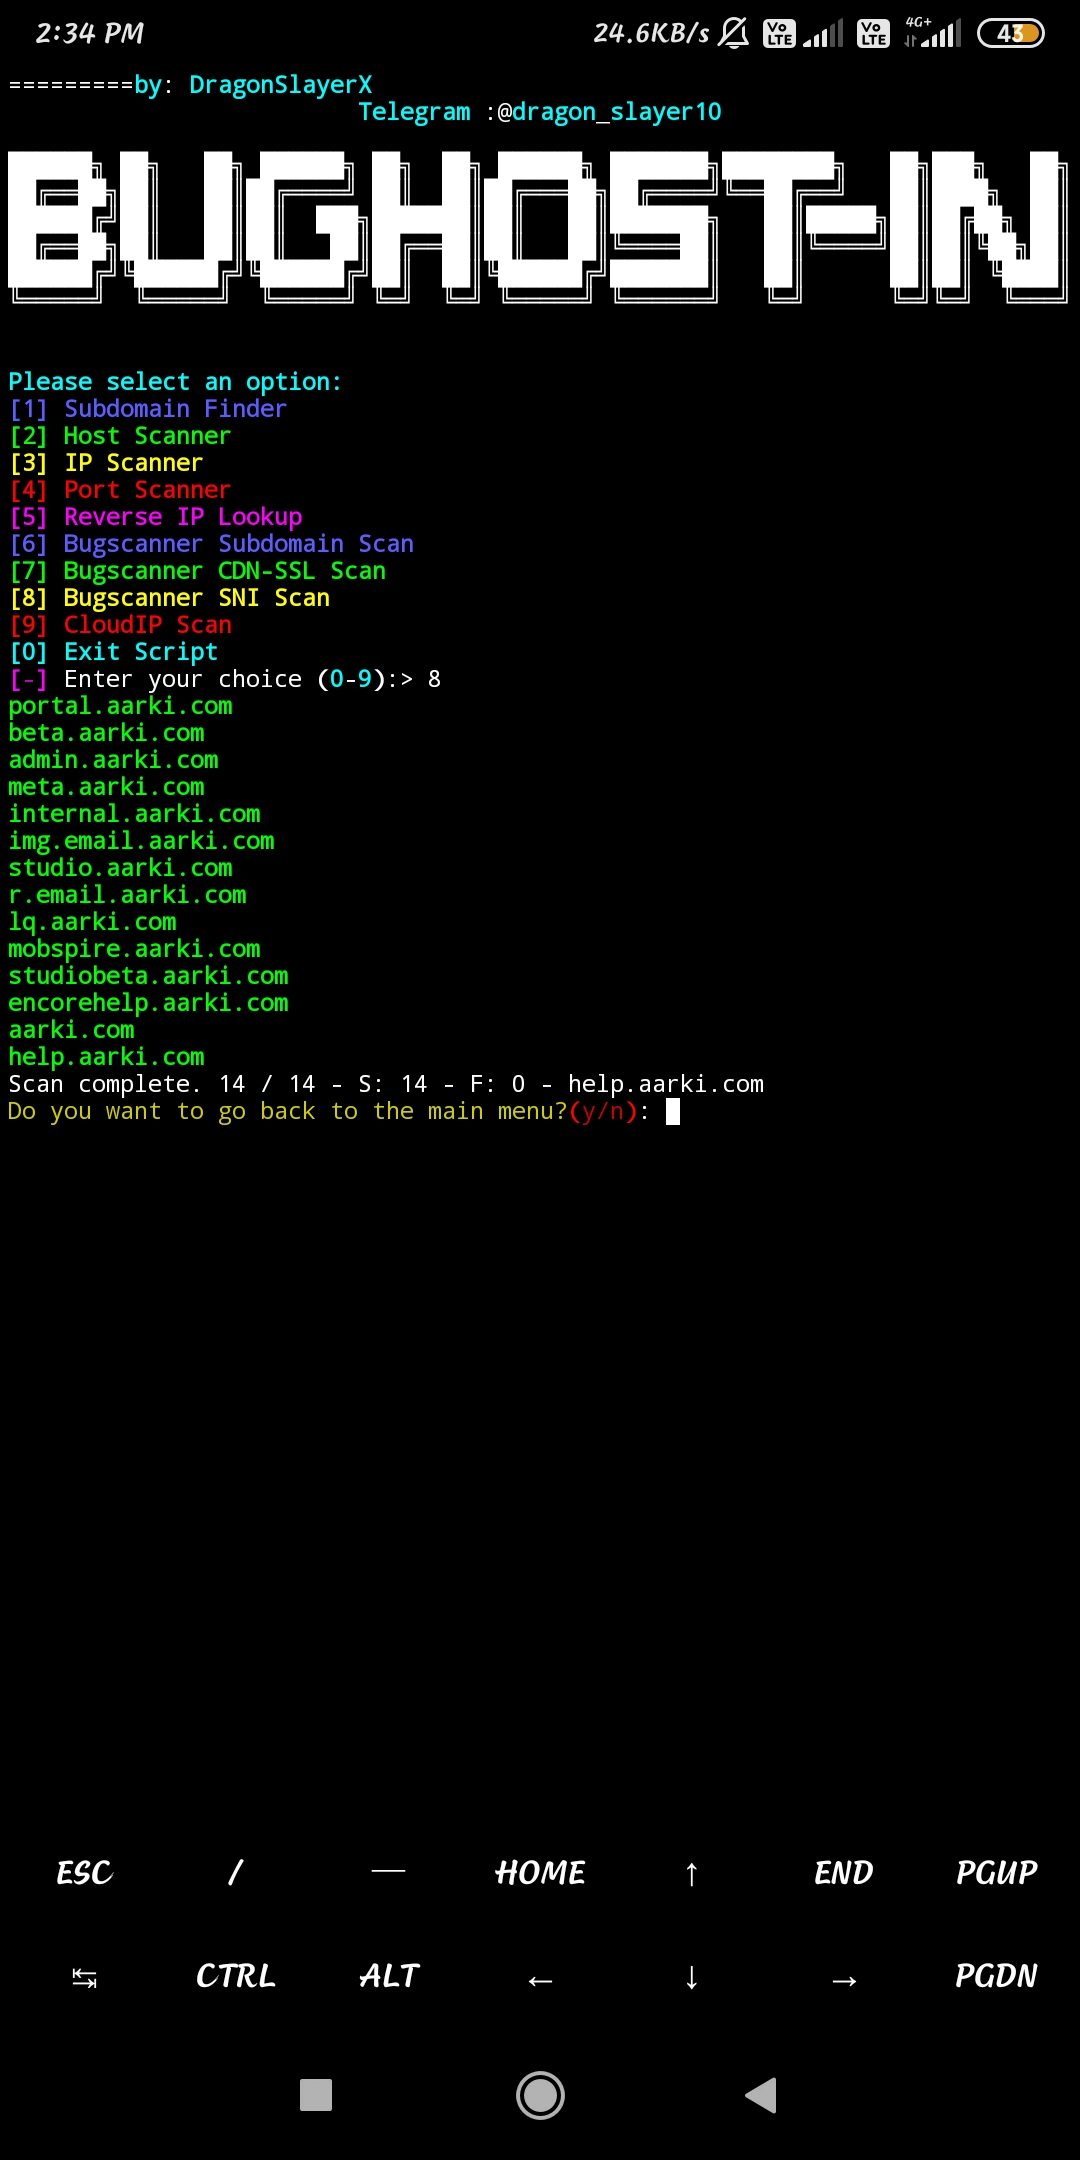 2:34 PM 24.6KB/s Vo LTE Vo LTE 4G+ 43
=========by: DragonSlayerX
Telegram :@dragon_slayer10
BUGHOST-IN
Please select an option:
[1] Subdomain Finder
[2] Host Scanner
[3] IP Scanner
[4] Port Scanner
[5] Reverse IP Lookup
[6] Bugscanner Subdomain Scan
[7] Bugscanner CDN-SSL Scan
[8] Bugscanner SNI Scan
[9] CloudIP Scan
[0] Exit Script
[-] Enter your choice (0-9):> 8
portal.aarki.com
beta.aarki.com
admin.aarki.com
meta.aarki.com
internal.aarki.com
img.email.aarki.com
studio.aarki.com
r.email.aarki.com
lq.aarki.com
mobspire.aarki.com
studiobeta.aarki.com
encorehelp.aarki.com
aarki.com
help.aarki.com
Scan complete. 14 / 14 - S: 14 - F: 0 - help.aarki.com
Do you want to go back to the main menu?(y/n):
ESC / — HOME ↑ END PGUP
↹ CTRL ALT ← ↓ → PGDN